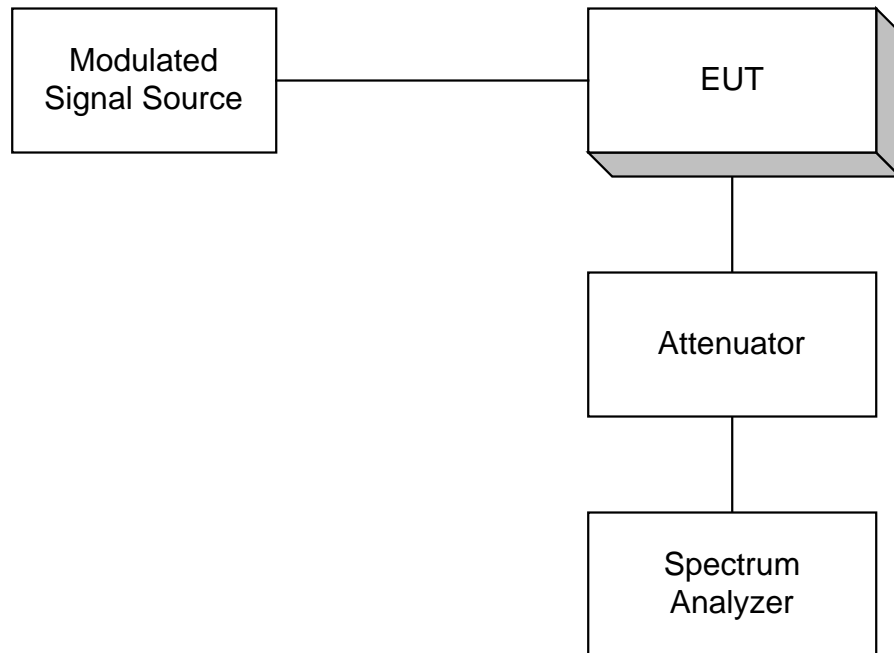 Modulated
Signal Source
EUT
Attenuator
Spectrum
Analyzer